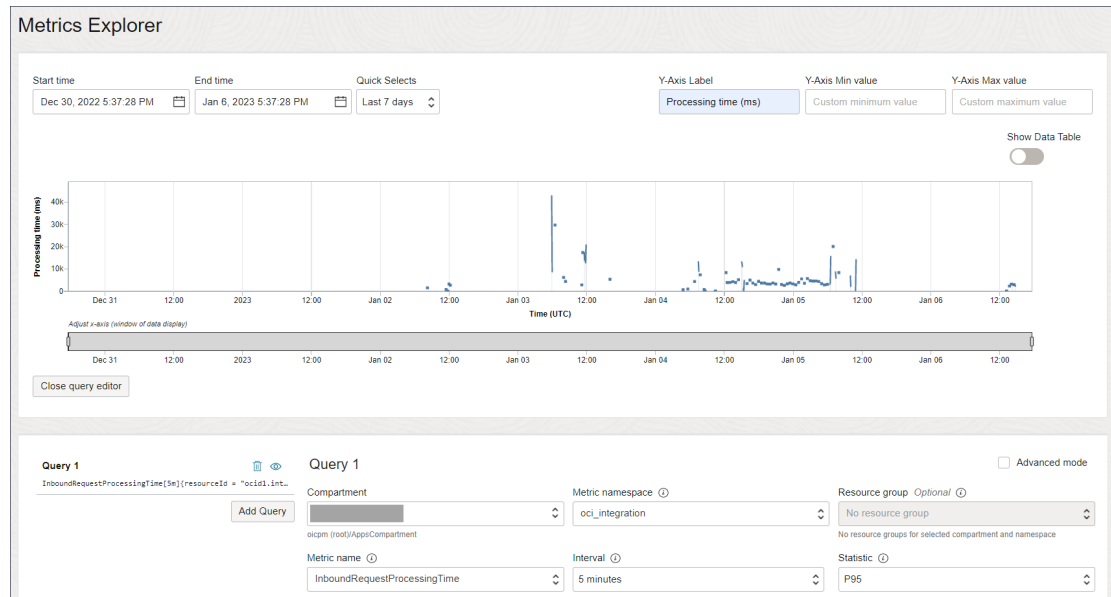 Metrics Explorer
Start time
End time
Quick Selects
Y-Axis Label
Y-Axis Min value
Y-Axis Max value
Dec 30, 2022 5:37:28 PM
Jan 6, 2023 5:37:28 PM
Last 7 days
Processing time (ms)
Custom minimum value
Custom maximum value
Show Data Table
Processing time (ms)
40k
30k
20k
10k
0
Dec 31 12:00 2023 12:00 Jan 02 12:00 Jan 03 12:00 Jan 04 12:00 Jan 05 12:00 Jan 06 12:00
Time (UTC)
Adjust x-axis (window of data display)
Dec 31 12:00 2023 12:00 Jan 02 12:00 Jan 03 12:00 Jan 04 12:00 Jan 05 12:00 Jan 06 12:00
Close query editor
Query 1
InboundRequestProcessingTime[5m]{resourceId = "ocid1.int...
Add Query
Query 1
Advanced mode
Compartment
Metric namespace
Resource group Optional
oci_integration
No resource group
oicpm (root)/AppsCompartment
No resource groups for selected compartment and namespace
Metric name
Interval
Statistic
InboundRequestProcessingTime
5 minutes
P95